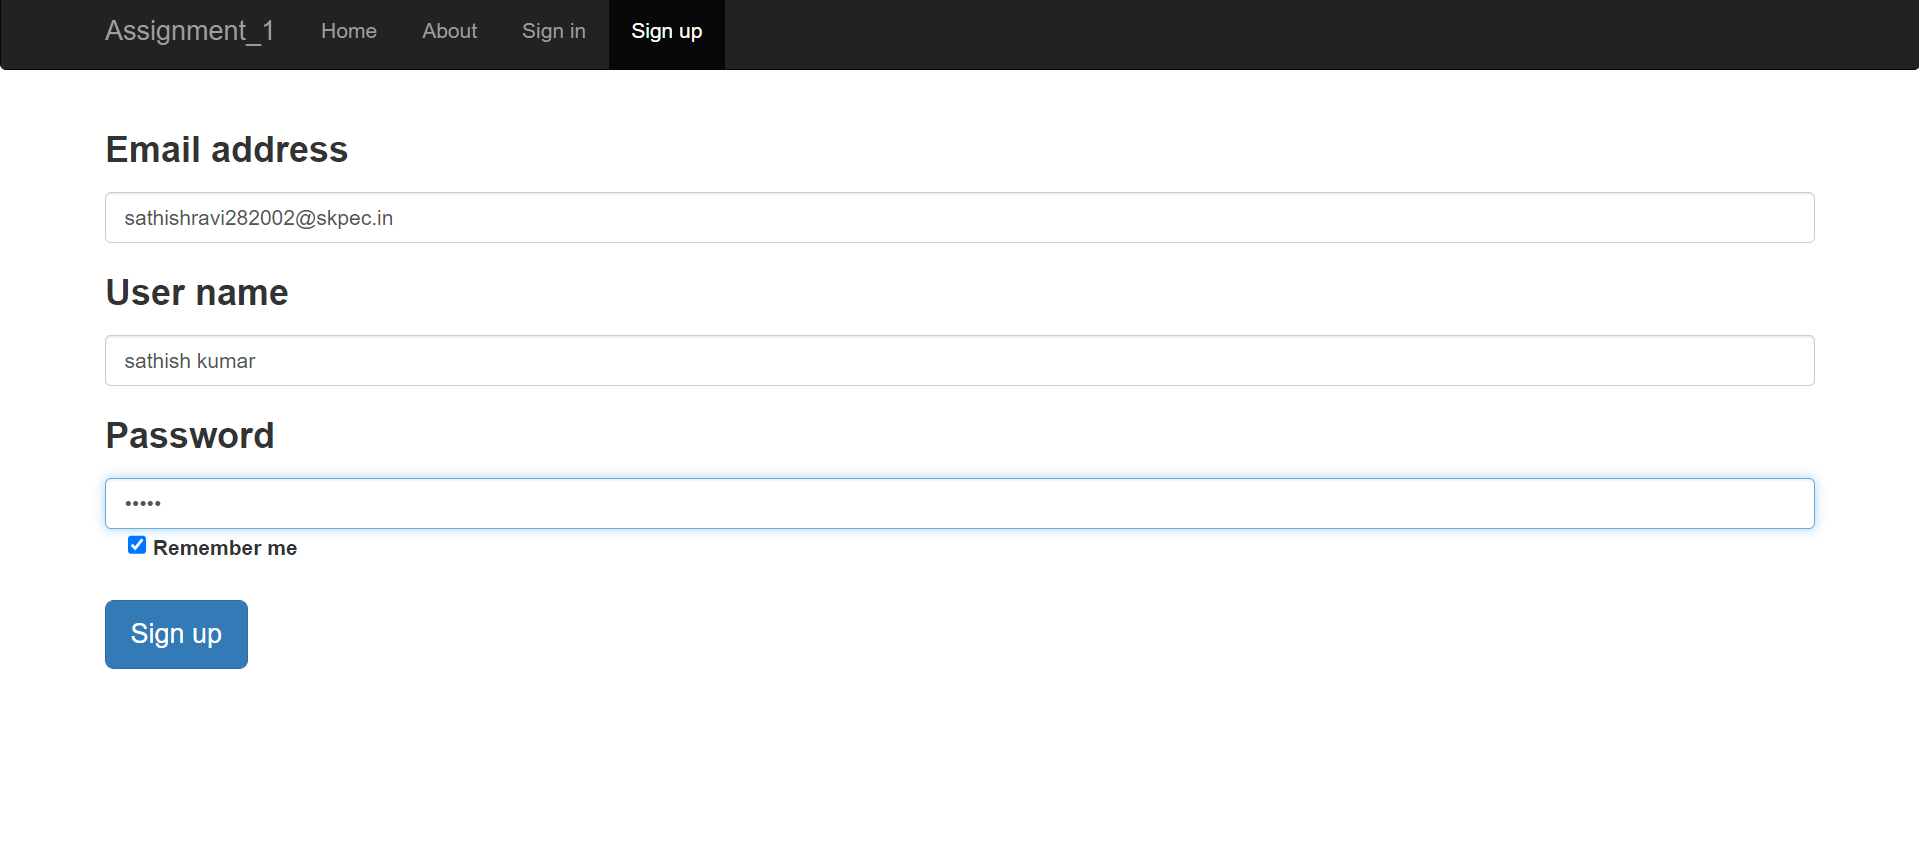 Assignment_1 Home About Sign in Sign up
Email address
sathishravi282002@skpec.in
User name
sathish kumar
Password
•••••
Remember me
Sign up